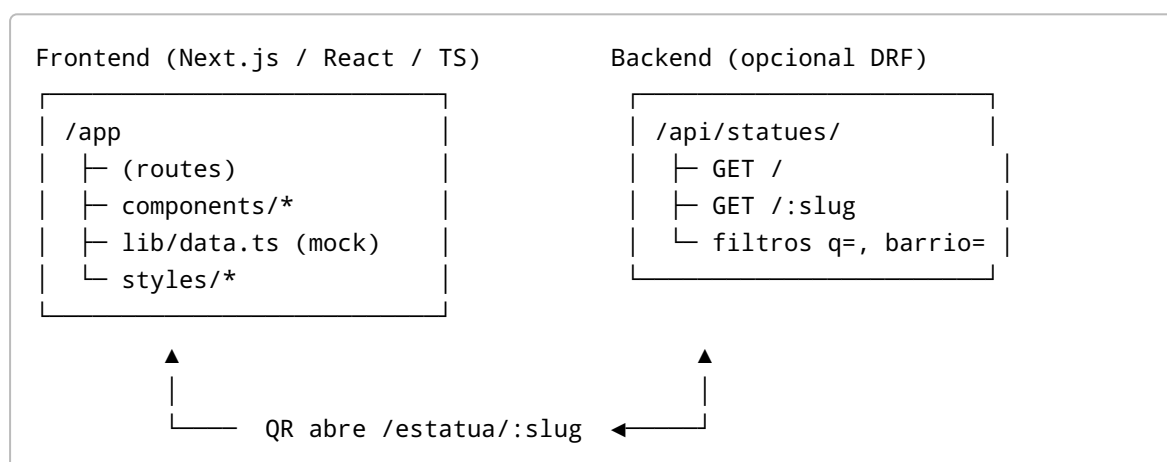 Frontend (Next.js / React / TS) Backend (opcional DRF)
/app /api/statues/
├─ (routes) ├─ GET /
├─ components/* ├─ GET /:slug
├─ lib/data.ts (mock) └─ filtros q=, barrio=
└─ styles/*
QR abre /estatua/:slug